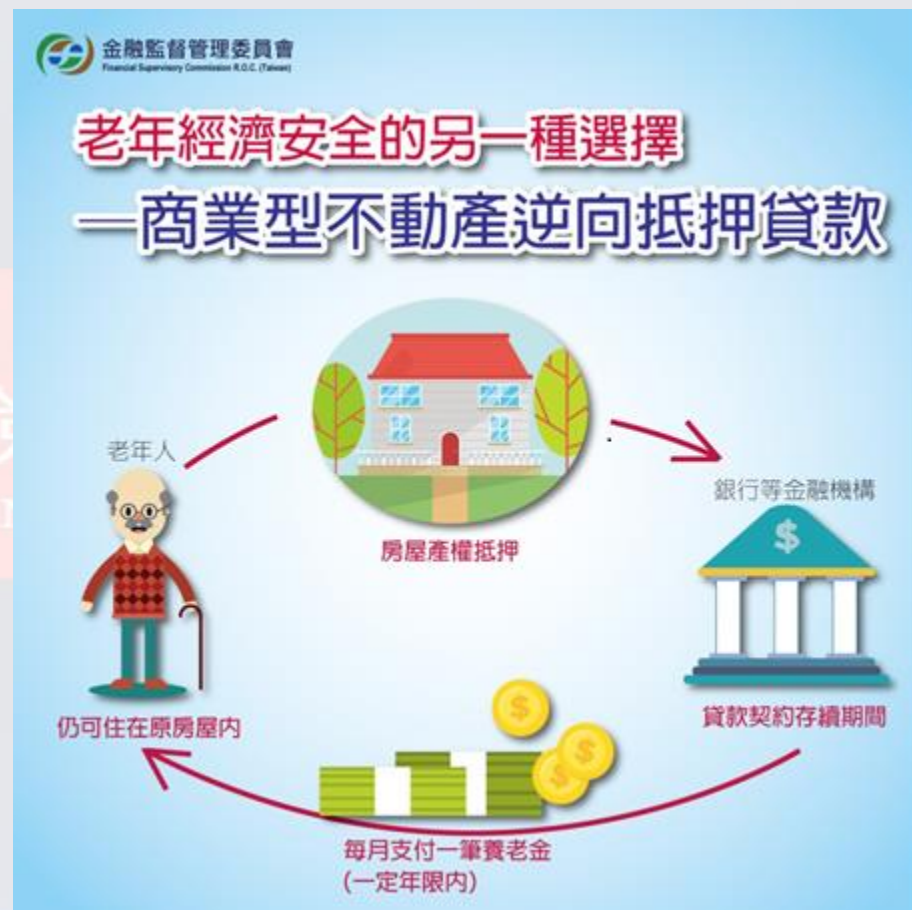 金融監督管理委員會
Financial Supervisory Commission R.O.C. (Taiwan)
老年經濟安全的另一種選擇
—商業型不動產逆向抵押貸款
老年人
銀行等金融機構
房屋產權抵押
仍可住在原房屋內
貸款契約存續期間
每月支付一筆養老金
(一定年限內)